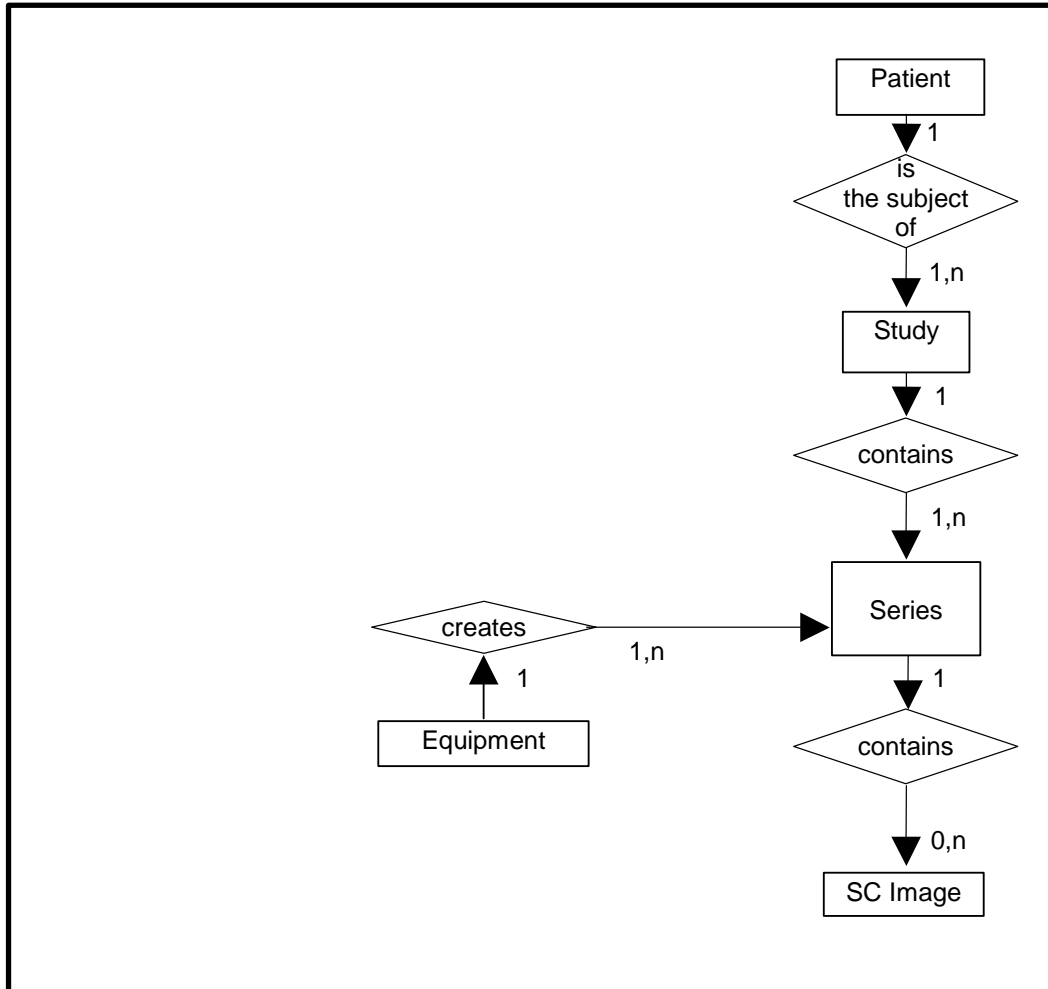 Patient
1
is
the subject
of
1,n
Study
1
contains
1,n
Series
creates
1,n
1
1
Equipment
contains
0,n
SC Image